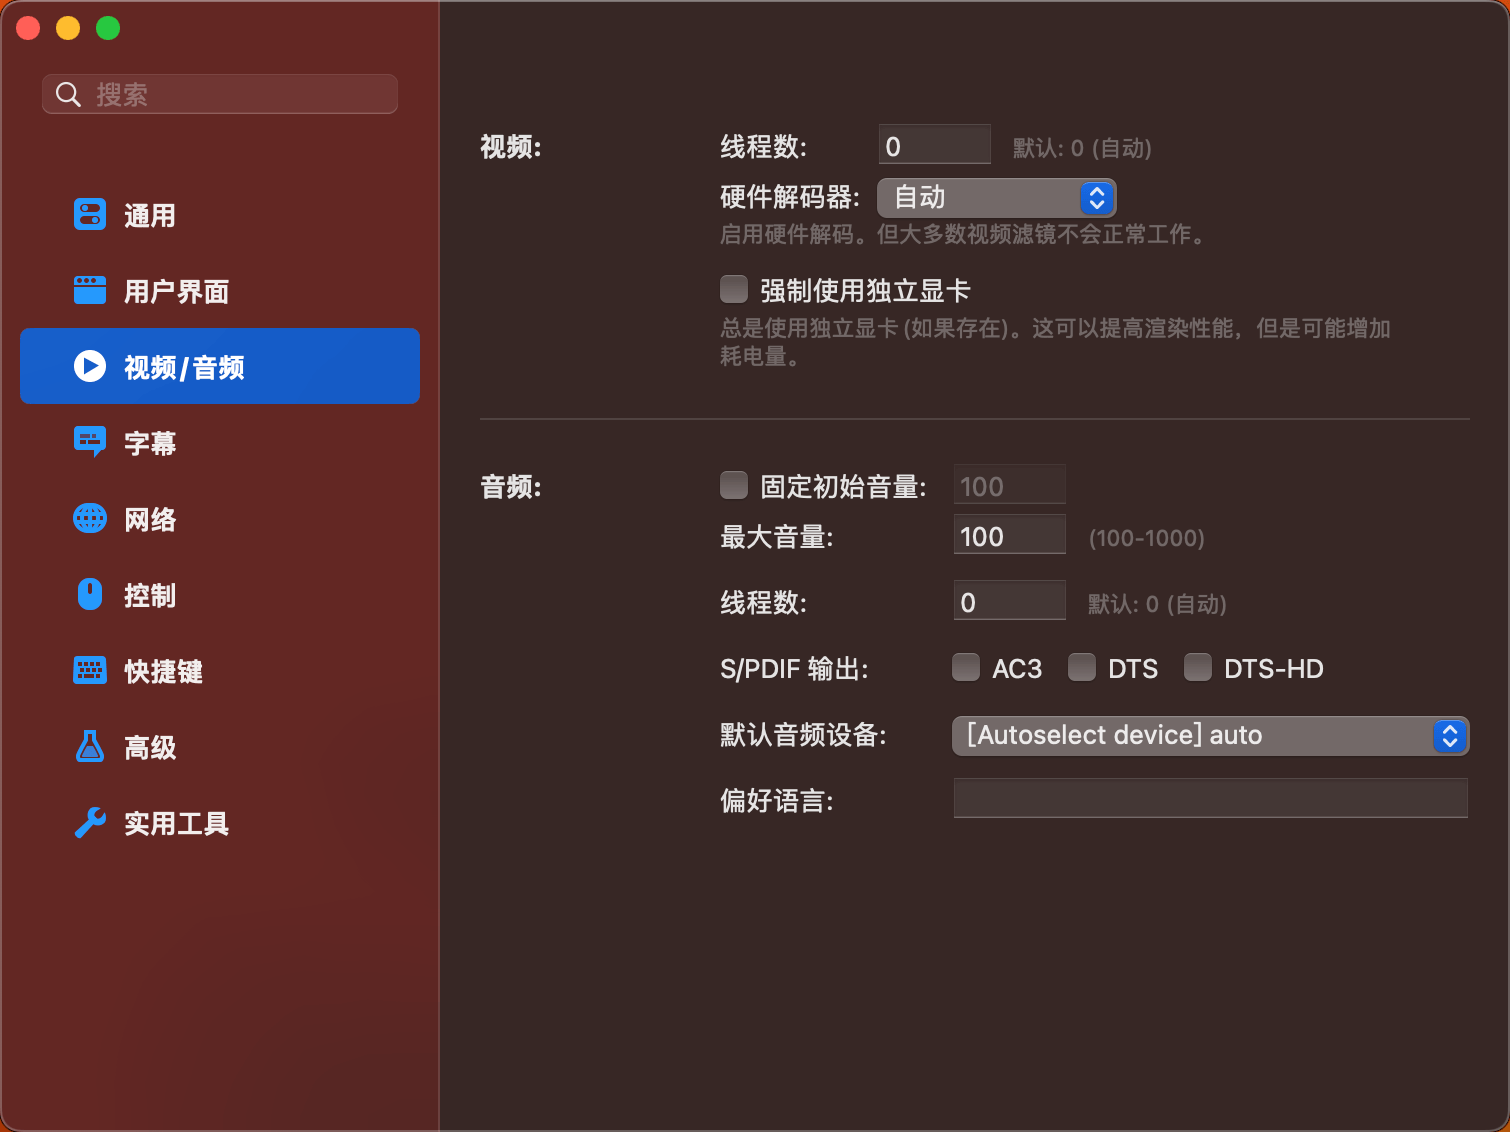 搜索
通用
用户界面
视频/音频
字幕
网络
控制
快捷键
高级
实用工具
视频:
线程数: 0 默认: 0 (自动)
硬件解码器: 自动
启用硬件解码。但大多数视频滤镜不会正常工作。
强制使用独立显卡
总是使用独立显卡 (如果存在)。这可以提高渲染性能，但是可能增加
耗电量。
音频:
固定初始音量: 100
最大音量: 100 (100-1000)
线程数: 0 默认: 0 (自动)
S/PDIF 输出: AC3 DTS DTS-HD
默认音频设备: [Autoselect device] auto
偏好语言: